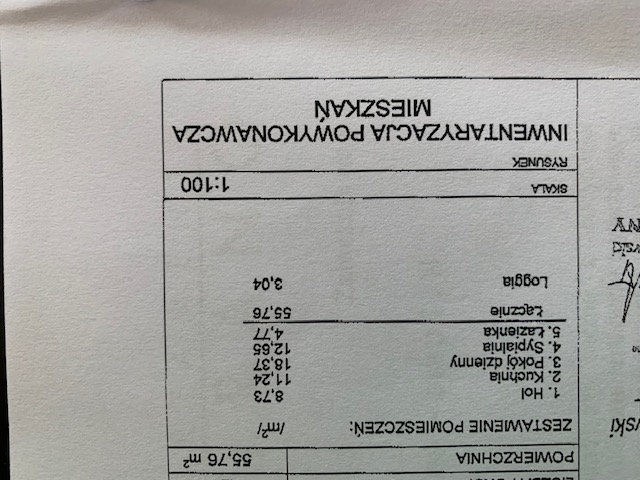 POWIERZCHNIA 55,76 m²
ZESTAWIENIE POMIESZCZEŃ: /m²/
1. Hol 8,73
2. Kuchnia 11,24
3. Pokój dzienny 18,37
4. Sypialnia 12,65
5. Łazienka 4,77
Łącznie 55,76
Loggia 3,04
SKALA 1:100
RYSUNEK
INWENTARYZACJA POWYKONAWCZA
MIESZKAŃ